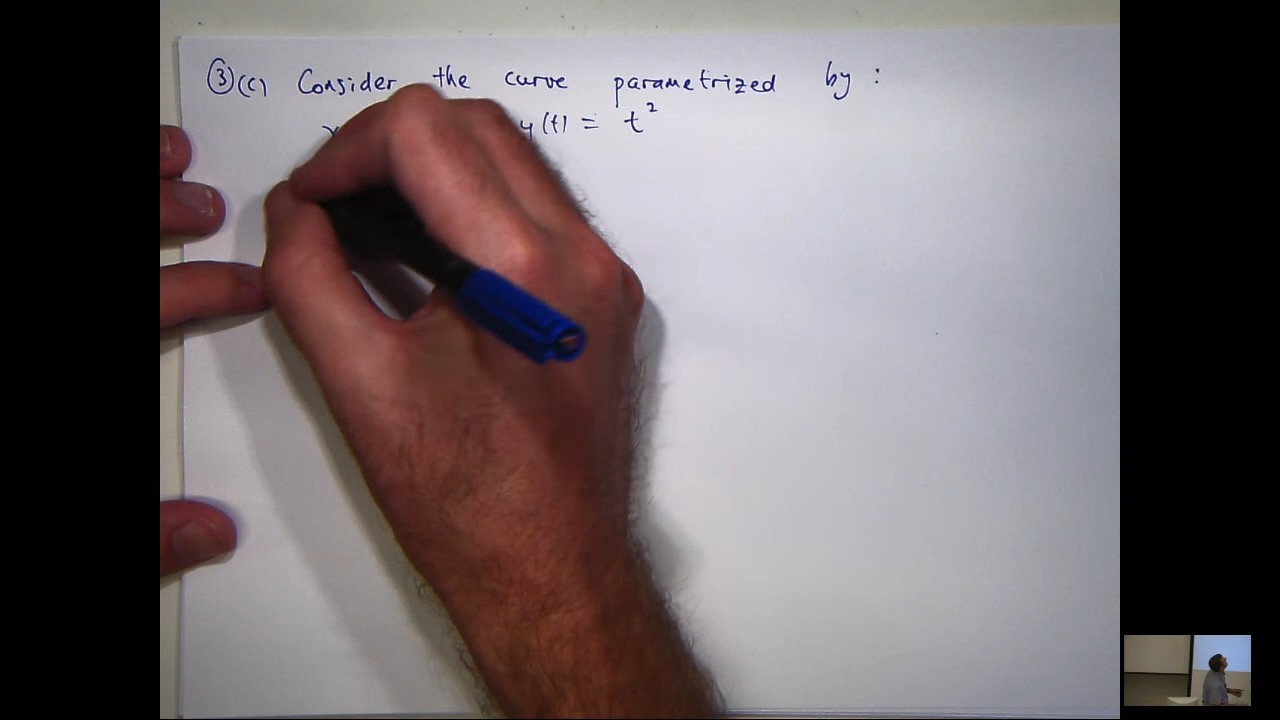 ③(c) Consider the curve parametrized by :
y(t) = t²